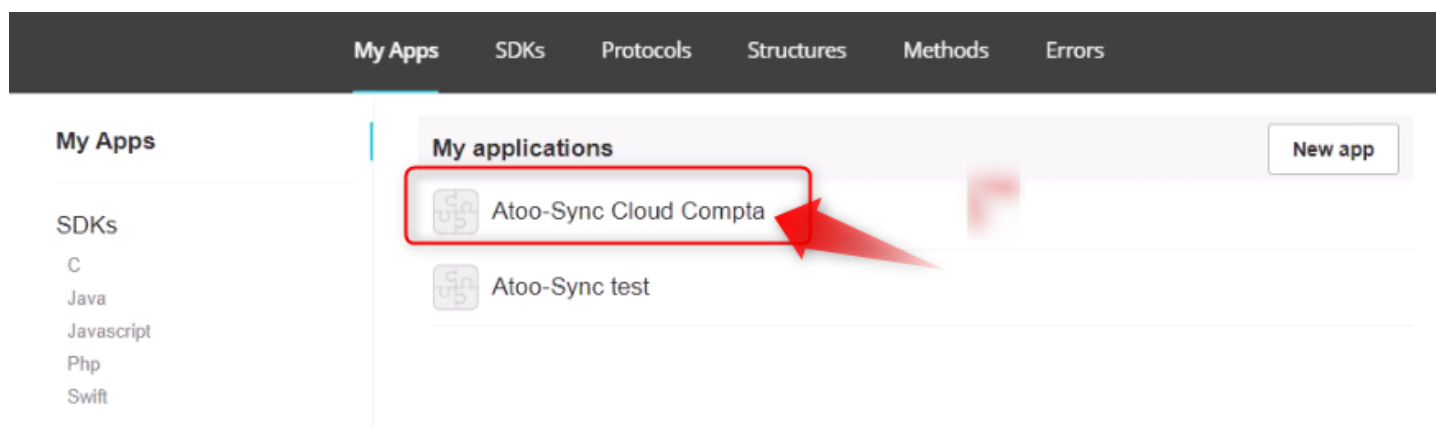 My Apps SDKs Protocols Structures Methods Errors
My Apps
SDKs
C
Java
Javascript
Php
Swift
My applications
New app
Atoo-Sync Cloud Compta
Atoo-Sync test